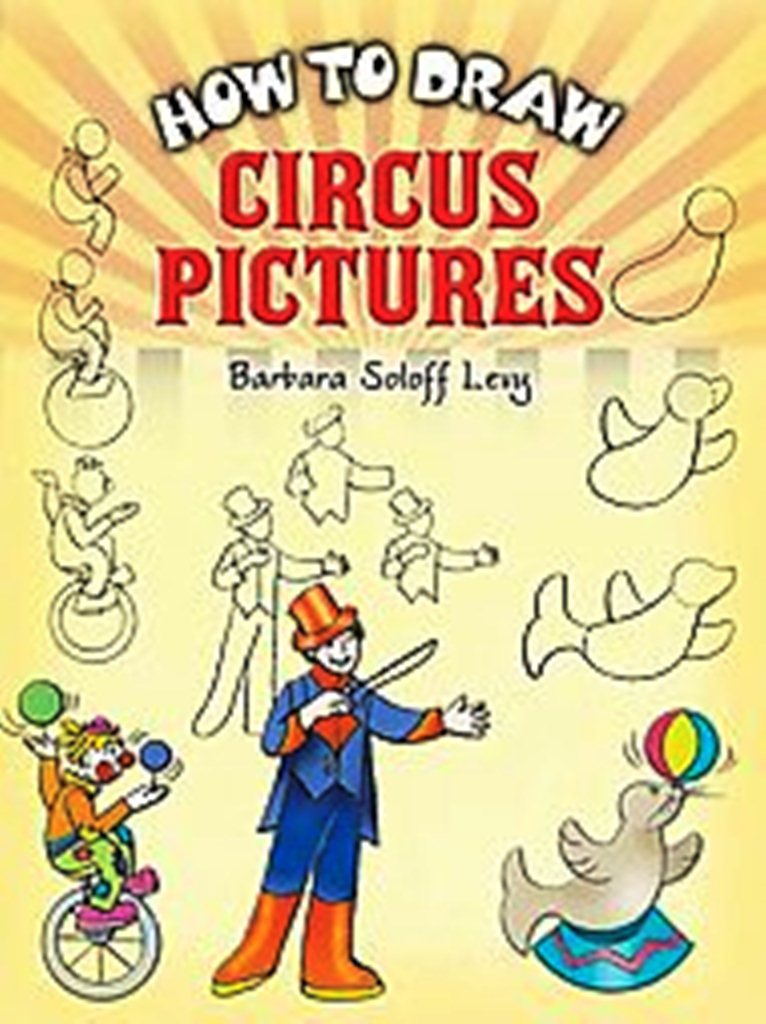 HOW TO DRAW
CIRCUS
PICTURES
Barbara Soloff Levy